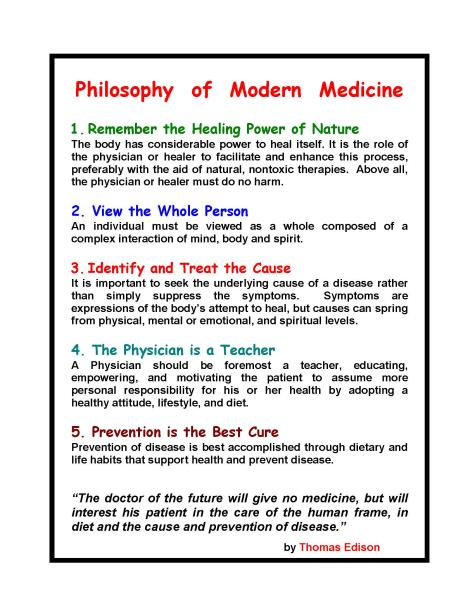 Philosophy of Modern Medicine
1. Remember the Healing Power of Nature
The body has considerable power to heal itself. It is the role of
the physician or healer to facilitate and enhance this process,
preferably with the aid of natural, nontoxic therapies. Above all,
the physician or healer must do no harm.
2. View the Whole Person
An individual must be viewed as a whole composed of a
complex interaction of mind, body and spirit.
3. Identify and Treat the Cause
It is important to seek the underlying cause of a disease rather
than simply suppress the symptoms. Symptoms are
expressions of the body's attempt to heal, but causes can spring
from physical, mental or emotional, and spiritual levels.
4. The Physician is a Teacher
A Physician should be foremost a teacher, educating,
empowering, and motivating the patient to assume more
personal responsibility for his or her health by adopting a
healthy attitude, lifestyle, and diet.
5. Prevention is the Best Cure
Prevention of disease is best accomplished through dietary and
life habits that support health and prevent disease.
“The doctor of the future will give no medicine, but will
interest his patient in the care of the human frame, in
diet and the cause and prevention of disease.”
by Thomas Edison